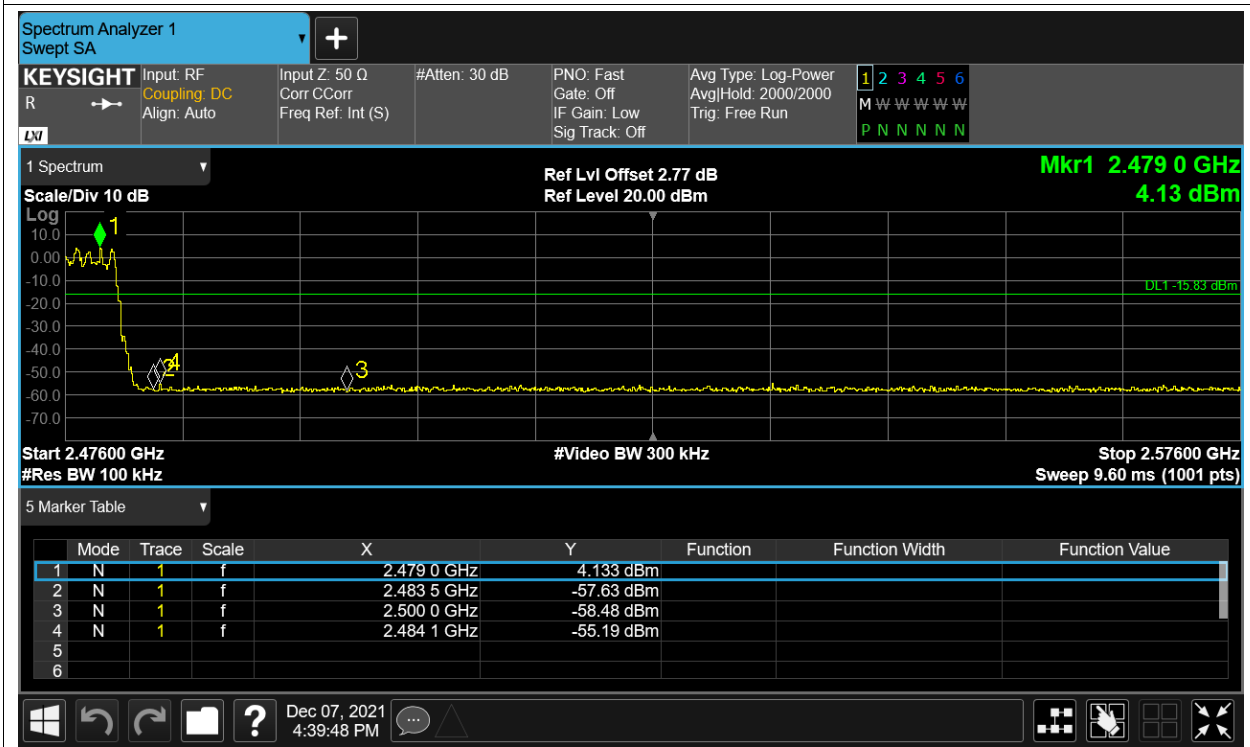 Spectrum Analyzer 1
Swept SA
KEYSIGHT Input: RF Input Z: 50 Ω #Atten: 30 dB PNO: Fast Avg Type: Log-Power 1 2 3 4 5 6
R Coupling: DC Corr CCorr Gate: Off Avg|Hold: 2000/2000 M W W W W W
Align: Auto Freq Ref: Int (S) IF Gain: Low Trig: Free Run
LXI Sig Track: Off P N N N N N
1 Spectrum Ref Lvl Offset 2.77 dB Mkr1 2.479 0 GHz
Scale/Div 10 dB Ref Level 20.00 dBm 4.13 dBm
Log
1
10.0
0.00
-10.0
DL1 -15.83 dBm
-20.0
-30.0
-40.0
2 4 3
-50.0
-60.0
-70.0
Start 2.47600 GHz #Video BW 300 kHz Stop 2.57600 GHz
#Res BW 100 kHz Sweep 9.60 ms (1001 pts)
5 Marker Table
Mode Trace Scale X Y Function Function Width Function Value
1 N 1 f 2.479 0 GHz 4.133 dBm
2 N 1 f 2.483 5 GHz -57.63 dBm
3 N 1 f 2.500 0 GHz -58.48 dBm
4 N 1 f 2.484 1 GHz -55.19 dBm
5
6
? Dec 07, 2021
4:39:48 PM